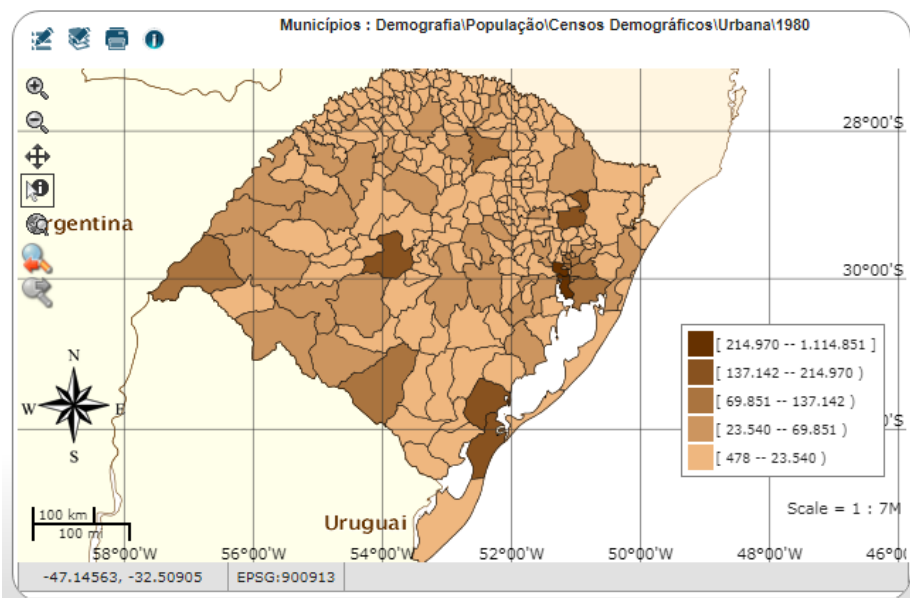 Municípios : Demografia\População\Censos Demográficos\Urbana\1980
28°00'S
rgentina
30°00'S
[ 214.970 -- 1.114.851 ]
[ 137.142 -- 214.970 )
[ 69.851 -- 137.142 )
[ 23.540 -- 69.851 )
[ 478 -- 23.540 )
0'S
N
W
E
S
Scale = 1 : 7M
100 km
100 mi
Uruguai
58°00'W
56°00'W
54°00'W
52°00'W
50°00'W
48°00'W
46°00
-47.14563, -32.50905
EPSG:900913